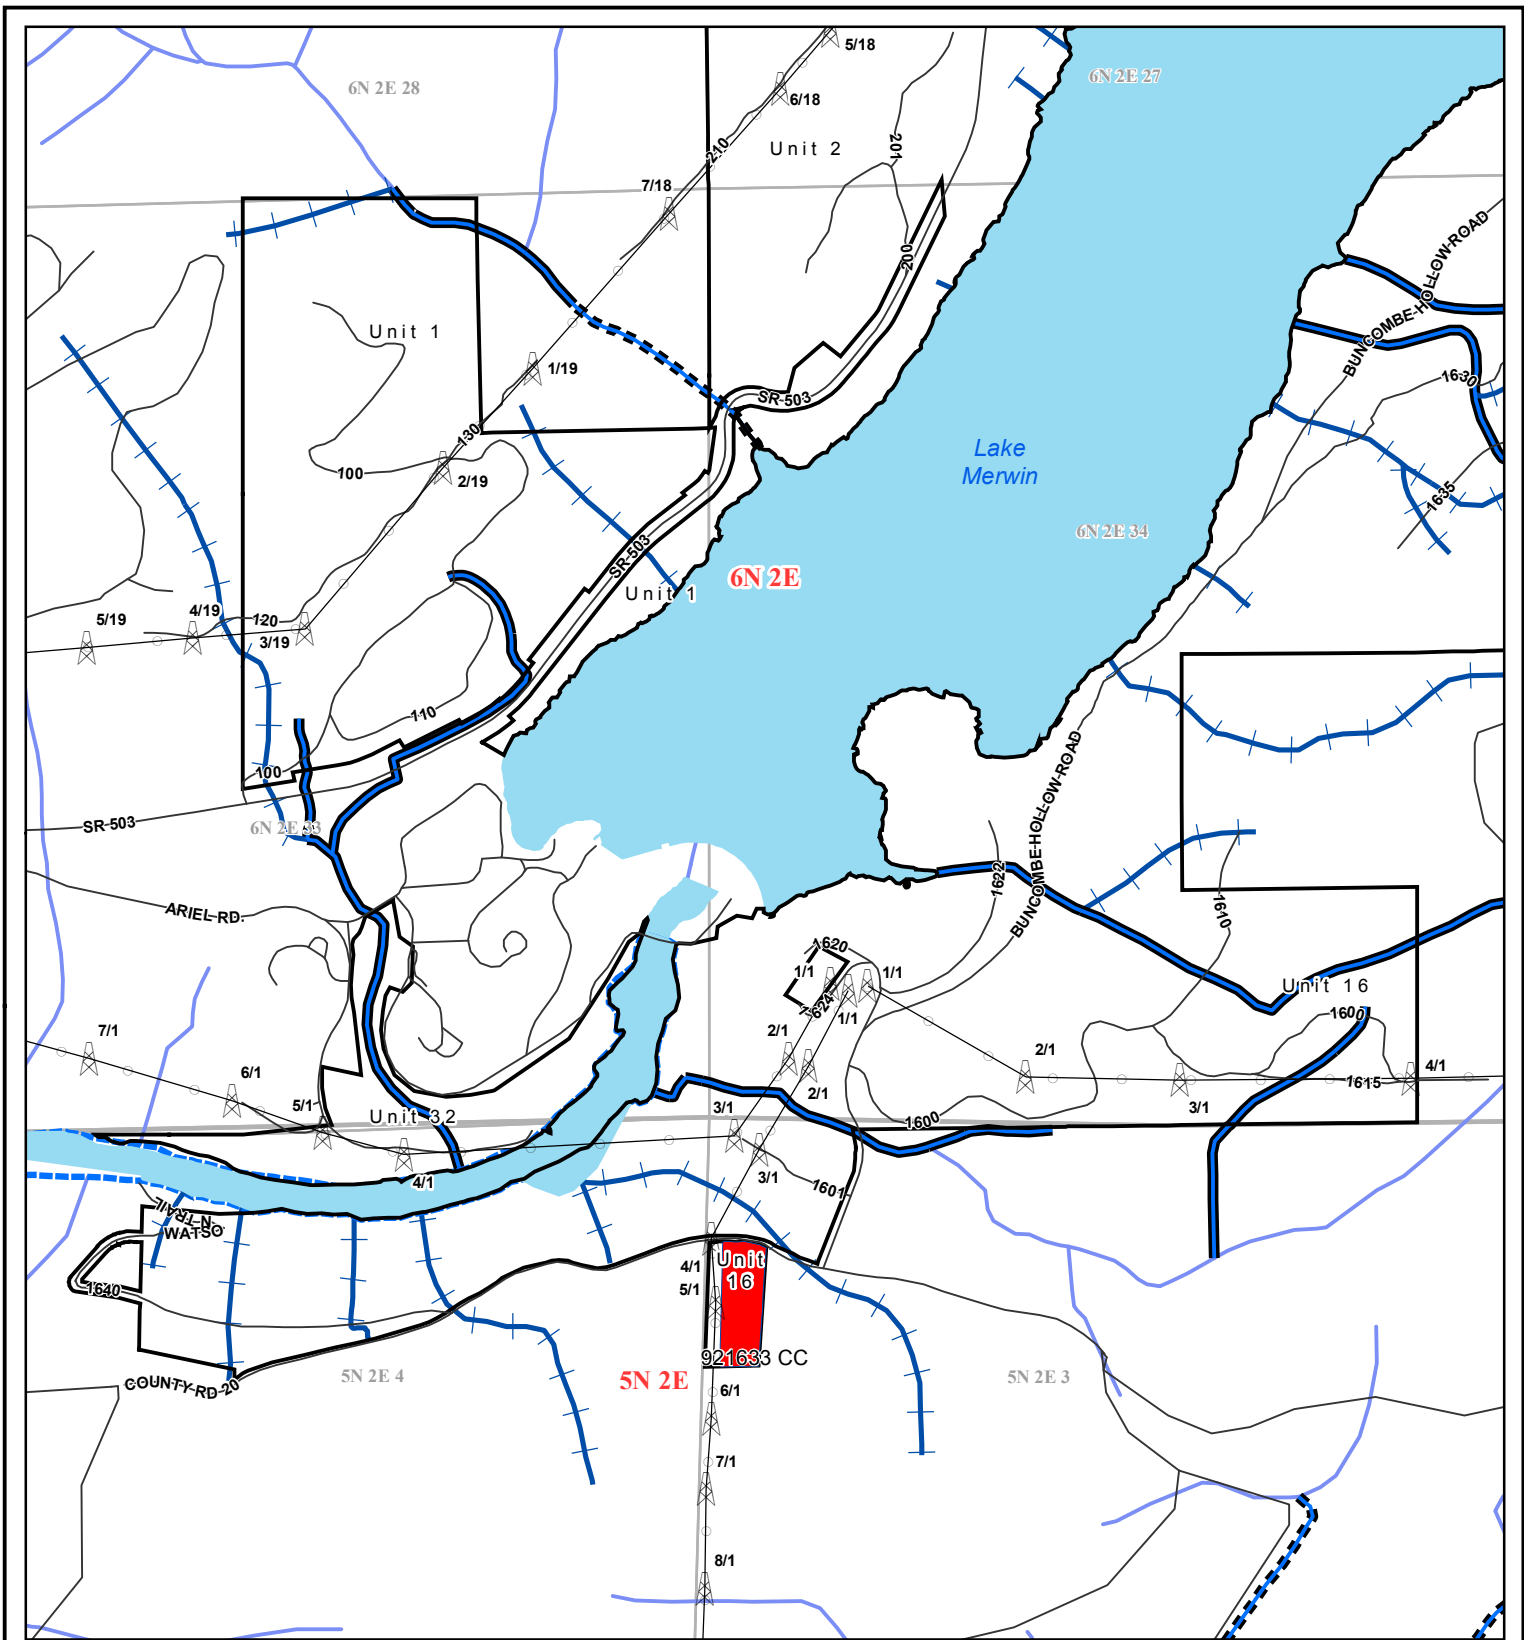 5/18
6N 2E 27
6N 2E 28
6/18
Unit 2
201
210
7/18
200
BUNCOMBE HOLLOW ROAD
Unit 1
1/19
SR 503
1630
130
100
2/19
Lake
Merwin
1635
6N 2E 34
SR 503
6N 2E
Unit 1
5/19
4/19
120
3/19
110
100
SR 503
6N 2E 33
BUNCOMBE HOLLOW ROAD
1622
1610
ARIEL RD.
1620
1/1
1/1
1624
1/1
Unit 16
1600
7/1
2/1
2/1
6/1
2/1
1615
4/1
5/1
Unit 32
3/1
3/1
1600
3/1
4/1
1601
WATSO
N TRAIL
4/1
Unit
16
5/1
1640
921633 CC
5N 2E 4
5N 2E
5N 2E 3
COUNTY RD 20
6/1
7/1
8/1